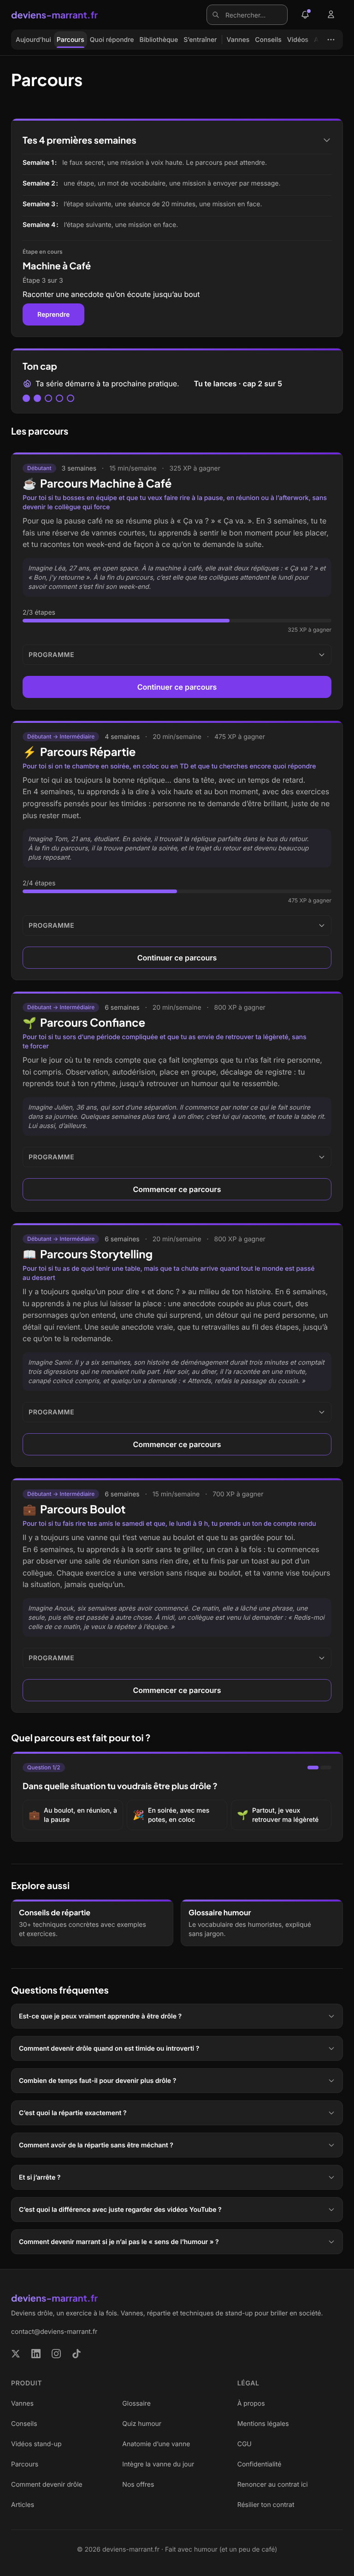 deviens-marrant.fr
Rechercher...
Aujourd'hui Parcours Quoi répondre Bibliothèque S'entraîner Vannes Conseils Vidéos
Parcours
Tes 4 premières semaines
Semaine 1 : le faux secret, une mission à voix haute. Le parcours peut attendre.
Semaine 2 : une étape, un mot de vocabulaire, une mission à envoyer par message.
Semaine 3 : l'étape suivante, une séance de 20 minutes, une mission en face.
Semaine 4 : l'étape suivante, une mission en face.
Étape en cours
Machine à Café
Étape 3 sur 3
Raconter une anecdote qu'on écoute jusqu'au bout
Reprendre
Ton cap
Ta série démarre à ta prochaine pratique. Tu te lances · cap 2 sur 5
Les parcours
Débutant 3 semaines · 15 min/semaine · 325 XP à gagner
☕ Parcours Machine à Café
Pour toi si tu bosses en équipe et que tu veux faire rire à la pause, en réunion ou à l'afterwork, sans
devenir le collègue qui force
Pour que la pause café ne se résume plus à « Ça va ? » « Ça va. ». En 3 semaines, tu te
fais une réserve de vannes courtes, tu apprends à sentir le bon moment pour les placer,
et tu racontes ton week-end de façon à ce qu'on te demande la suite.
Imagine Léa, 27 ans, en open space. À la machine à café, elle avait deux répliques : « Ça va ? » et
« Bon, j'y retourne ». À la fin du parcours, c'est elle que les collègues attendent le lundi pour
savoir comment s'est fini son week-end.
2/3 étapes
325 XP à gagner
PROGRAMME
Continuer ce parcours
Débutant → Intermédiaire 4 semaines · 20 min/semaine · 475 XP à gagner
⚡ Parcours Répartie
Pour toi si on te chambre en soirée, en coloc ou en TD et que tu cherches encore quoi répondre
Pour toi qui as toujours la bonne réplique... dans ta tête, avec un temps de retard.
En 4 semaines, tu apprends à la dire à voix haute et au bon moment, avec des exercices
progressifs pensés pour les timides : personne ne te demande d'être brillant, juste de ne
plus rester muet.
Imagine Tom, 21 ans, étudiant. En soirée, il trouvait la réplique parfaite dans le bus du retour.
À la fin du parcours, il la trouve pendant la soirée, et le trajet du retour est devenu beaucoup
plus reposant.
2/4 étapes
475 XP à gagner
PROGRAMME
Continuer ce parcours
Débutant → Intermédiaire 6 semaines · 20 min/semaine · 800 XP à gagner
🌱 Parcours Confiance
Pour toi si tu sors d'une période compliquée et que tu as envie de retrouver ta légèreté, sans
te forcer
Pour le jour où tu te rends compte que ça fait longtemps que tu n'as fait rire personne,
toi compris. Observation, autodérision, place en groupe, décalage de registre : tu
reprends tout à ton rythme, jusqu'à retrouver un humour qui te ressemble.
Imagine Julien, 38 ans, qui sort d'une séparation. Il commence par noter ce qui le fait sourire
dans sa journée. Quelques semaines plus tard, à un dîner, c'est lui qui raconte, et toute la table rit.
Lui aussi, d'ailleurs.
PROGRAMME
Commencer ce parcours
Débutant → Intermédiaire 6 semaines · 20 min/semaine · 800 XP à gagner
📖 Parcours Storytelling
Pour toi si tu as de quoi tenir une table, mais que ta chute arrive quand tout le monde est passé
au dessert
Il y a toujours quelqu'un pour dire « et donc ? » au milieu de ton histoire. En 6 semaines,
tu apprends à ne plus lui laisser la place : une anecdote coupée au plus court, des
personnages qu'on entend, une chute qui surprend, un détour qui ne perd personne, un
détail qui revient. Une seule anecdote vraie, que tu retravailles au fil des étapes, jusqu'à
ce qu'on te la redemande.
Imagine Samir. Il y a six semaines, son histoire de déménagement durait trois minutes et comptait
trois digressions qui ne menaient nulle part. Hier soir, au dîner, il l'a racontée en une minute,
canapé coincé compris, et quelqu'un a demandé : « Attends, refais le passage du cousin. »
PROGRAMME
Commencer ce parcours
Débutant → Intermédiaire 6 semaines · 15 min/semaine · 700 XP à gagner
💼 Parcours Boulot
Pour toi si tu fais rire tes amis le samedi et que, le lundi à 9 h, tu prends un ton de compte rendu
Il y a toujours une vanne qui t'est venue au boulot et que tu as gardée pour toi.
En 6 semaines, tu apprends à la sortir sans te griller, un cran à la fois : tu commences
par observer une salle de réunion sans rien dire, et tu finis par un toast au pot d'un
collègue. Chaque exercice a une version sans risque au boulot, et ta vanne vise toujours
la situation, jamais quelqu'un.
Imagine Anouk, six semaines après avoir commencé. Ce matin, elle a lâché une phrase, une
seule, puis elle est passée à autre chose. À midi, un collègue est venu lui demander : « Redis-moi
celle de ce matin, je veux la répéter à l'équipe. »
PROGRAMME
Commencer ce parcours
Quel parcours est fait pour toi ?
Question 1/2
Dans quelle situation tu voudrais être plus drôle ?
💼 Au boulot, en réunion, à
la pause
🎉 En soirée, avec mes
potes, en coloc
🌱 Partout, je veux
retrouver ma légèreté
Explore aussi
Conseils de répartie
30+ techniques concrètes avec exemples
et exercices.
Glossaire humour
Le vocabulaire des humoristes, expliqué
sans jargon.
Questions fréquentes
Est-ce que je peux vraiment apprendre à être drôle ?
Comment devenir drôle quand on est timide ou introverti ?
Combien de temps faut-il pour devenir plus drôle ?
C'est quoi la répartie exactement ?
Comment avoir de la répartie sans être méchant ?
Et si j'arrête ?
C'est quoi la différence avec juste regarder des vidéos YouTube ?
Comment devenir marrant si je n'ai pas le « sens de l'humour » ?
deviens-marrant.fr
Deviens drôle, un exercice à la fois. Vannes, répartie et techniques de stand-up pour briller en société.
contact@deviens-marrant.fr
PRODUIT
Vannes
Conseils
Vidéos stand-up
Parcours
Comment devenir drôle
Articles
Glossaire
Quiz humour
Anatomie d'une vanne
Intègre la vanne du jour
Nos offres
LÉGAL
À propos
Mentions légales
CGU
Confidentialité
Renoncer au contrat ici
Résilier ton contrat
© 2026 deviens-marrant.fr · Fait avec humour (et un peu de café)